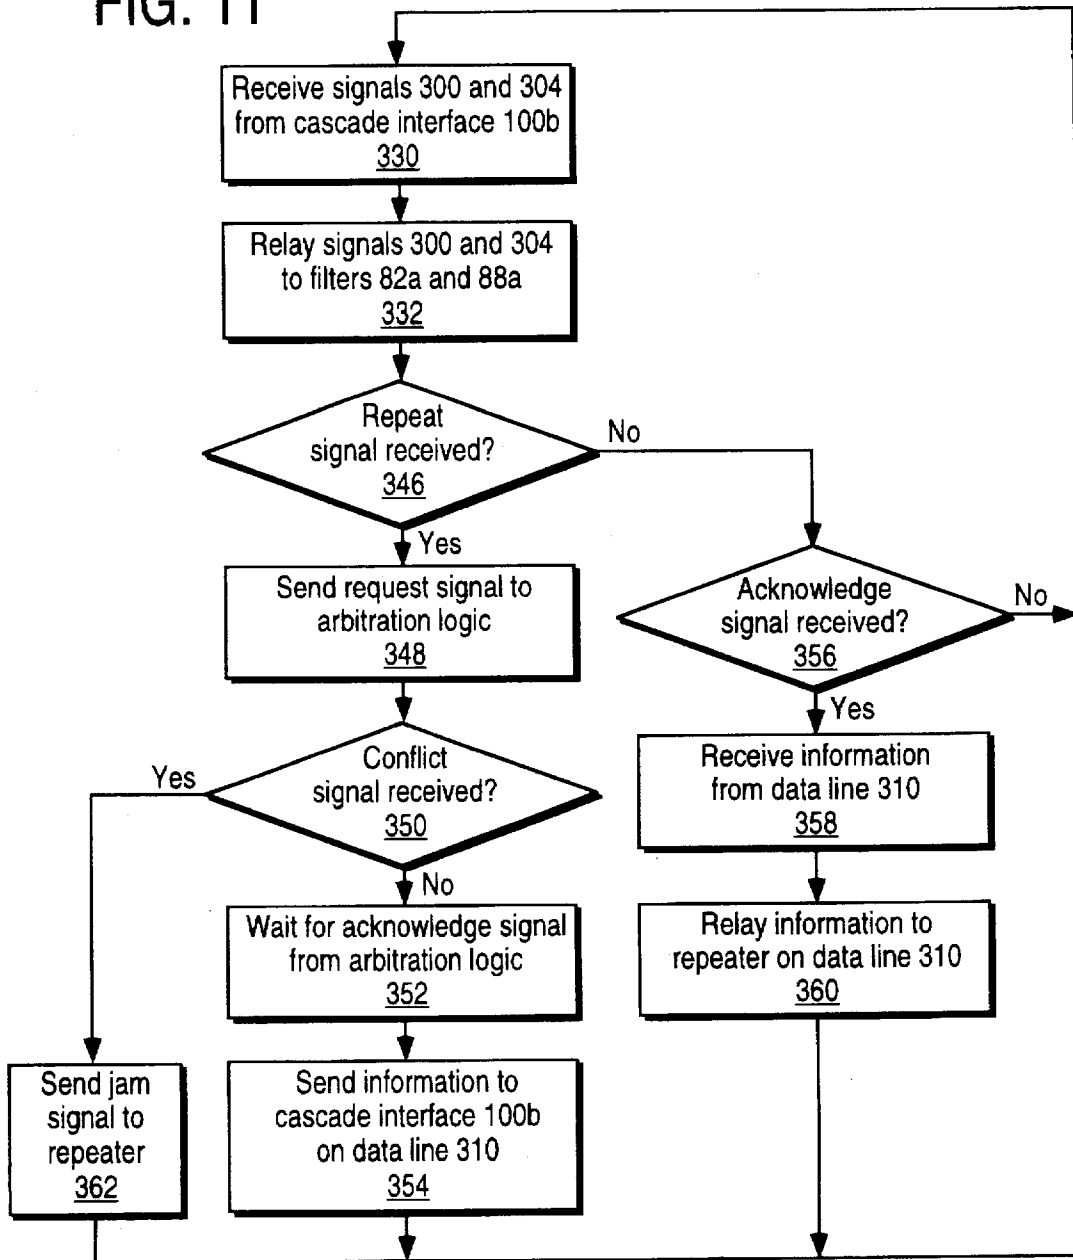 FIG. 11
Receive signals 300 and 304
from cascade interface 100b
330
Relay signals 300 and 304
to filters 82a and 88a
332
Repeat
signal received?
346
No
Yes
Send request signal to
arbitration logic
348
Acknowledge
signal received?
356
No
Yes
Conflict
signal received?
350
Yes
No
Receive information
from data line 310
358
Wait for acknowledge signal
from arbitration logic
352
Relay information to
repeater on data line 310
360
Send jam
signal to
repeater
362
Send information to
cascade interface 100b
on data line 310
354